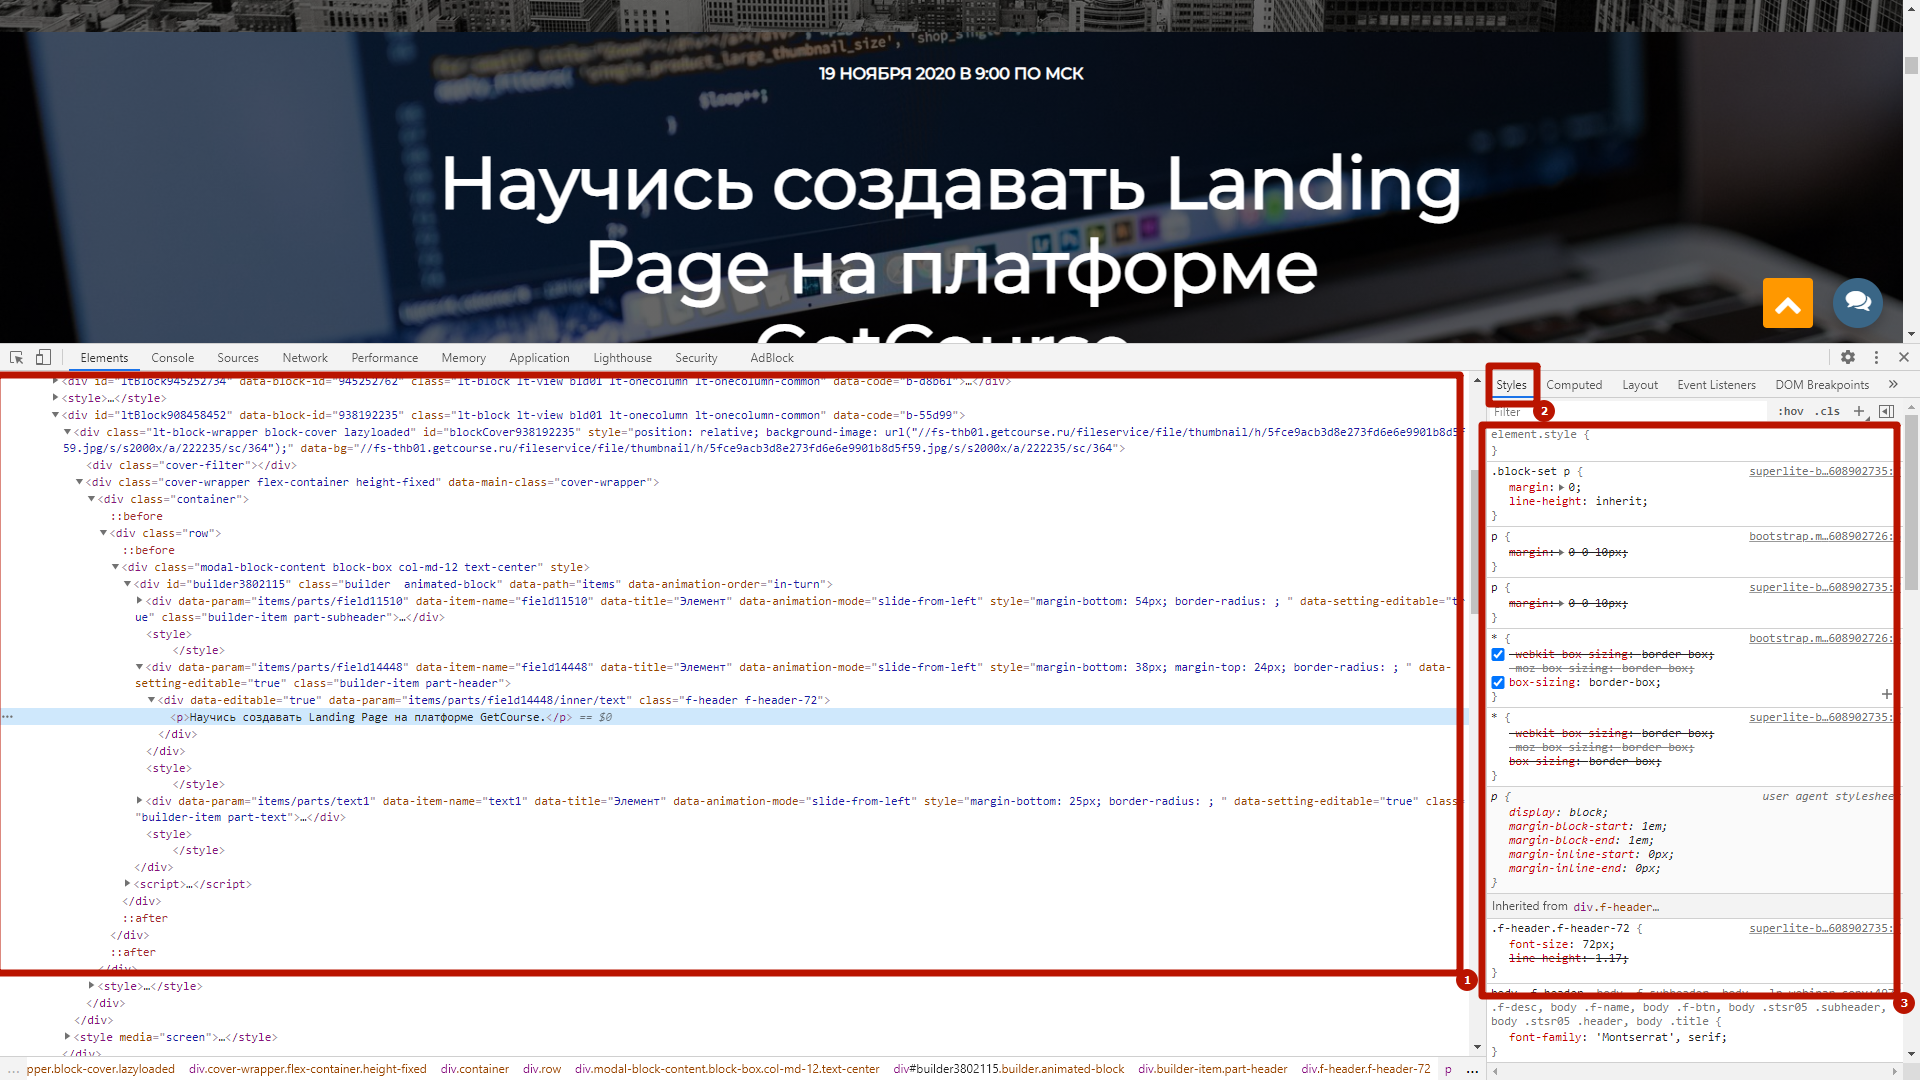 19 НОЯБРЯ 2020 В 9:00 ПО МСК
Научись создавать Landing
Page на платформе
GetCourse
Elements Console Sources Network Performance Memory Application Lighthouse Security AdBlock
<div id="ltBlock945252734" data-block-id="945252762" class="lt-block lt-view bld01 lt-onecolumn lt-onecolumn-common" data-code="b-d8b61">…</div>
<style>…</style>
<div id="ltBlock908458452" data-block-id="938192235" class="lt-block lt-view bld01 lt-onecolumn lt-onecolumn-common" data-code="b-55d99">
<div class="lt-block-wrapper block-cover lazyloaded" id="blockCover938192235" style="position: relative; background-image: url("//fs-thb01.getcourse.ru/fileservice/file/thumbnail/h/5fce9acb3d8e273fd6e6e9901b8d5f
59.jpg/s/s2000x/a/222235/sc/364");" data-bg="//fs-thb01.getcourse.ru/fileservice/file/thumbnail/h/5fce9acb3d8e273fd6e6e9901b8d5f59.jpg/s/s2000x/a/222235/sc/364">
<div class="cover-filter"></div>
<div class="cover-wrapper flex-container height-fixed" data-main-class="cover-wrapper">
<div class="container">
::before
<div class="row">
::before
<div class="modal-block-content block-box col-md-12 text-center" style>
<div id="builder3802115" class="builder  animated-block" data-path="items" data-animation-order="in-turn">
<div data-param="items/parts/field11510" data-item-name="field11510" data-title="Элемент" data-animation-mode="slide-from-left" style="margin-bottom: 54px; border-radius: ; " data-setting-editable="tr
ue" class="builder-item part-subheader">…</div>
<style>
</style>
<div data-param="items/parts/field14448" data-item-name="field14448" data-title="Элемент" data-animation-mode="slide-from-left" style="margin-bottom: 38px; margin-top: 24px; border-radius: ; " data-
setting-editable="true" class="builder-item part-header">
<div data-editable="true" data-param="items/parts/field14448/inner/text" class="f-header f-header-72">
... <p>Научись создавать Landing Page на платформе GetCourse.</p> == $0
</div>
</div>
<style>
</style>
<div data-param="items/parts/text1" data-item-name="text1" data-title="Элемент" data-animation-mode="slide-from-left" style="margin-bottom: 25px; border-radius: ; " data-setting-editable="true" class=
"builder-item part-text">…</div>
<style>
</style>
</div>
<script>…</script>
</div>
::after
</div>
::after
</div>
<style>…</style>
</div>
</div>
<style media="screen">…</style>
</div>
1
... pper.block-cover.lazyloaded div.cover-wrapper.flex-container.height-fixed div.container div.row div.modal-block-content.block-box.col-md-12.text-center div#builder3802115.builder.animated-block div.builder-item.part-header div.f-header.f-header-72 p ...
Styles Computed Layout Event Listeners DOM Breakpoints »
2
Filter :hov .cls +
element.style {
}
.block-set p { superlite-b…608902735:
margin: 0;
line-height: inherit;
}
p { bootstrap.m…608902726:
margin: 0 0 10px;
}
p { superlite-b…608902735:
margin: 0 0 10px;
}
* { bootstrap.m…608902726:
-webkit-box-sizing: border-box;
-moz-box-sizing: border-box;
box-sizing: border-box;
}
* { superlite-b…608902735:
-webkit-box-sizing: border-box;
-moz-box-sizing: border-box;
box-sizing: border-box;
}
p { user agent styleshee
display: block;
margin-block-start: 1em;
margin-block-end: 1em;
margin-inline-start: 0px;
margin-inline-end: 0px;
}
Inherited from div.f-header…
.f-header.f-header-72 { superlite-b…608902735:
font-size: 72px;
line-height: 1.17;
}
3
.f-desc, body .f-name, body .f-btn, body .stsr05 .subheader,
body .stsr05 .header, body .title {
font-family: 'Montserrat', serif;
}